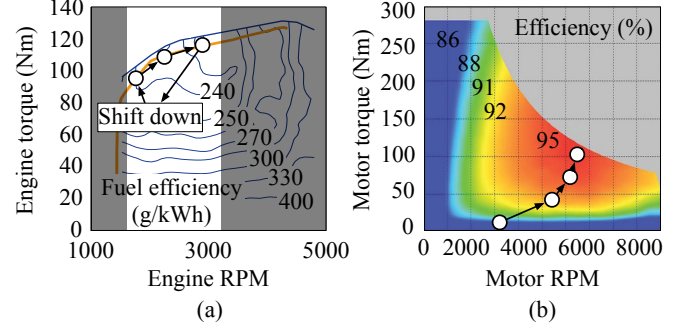 140
120
100
80
60
40
20
0
Engine torque (Nm)
Shift down
240
250
270
300
330
400
Fuel efficiency
(g/kWh)
1000 2000 3000 4000 5000
Engine RPM
(a)
300
250
200
150
100
50
0
Motor torque (Nm)
Efficiency (%)
86
88
91
92
95
0 2000 4000 6000 8000
Motor RPM
(b)